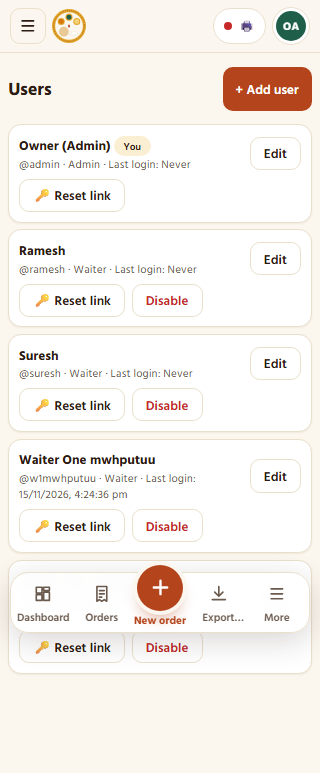 OA
Users
+ Add user
Owner (Admin) You
Edit
@admin · Admin · Last login: Never
Reset link
Ramesh
Edit
@ramesh · Waiter · Last login: Never
Reset link
Disable
Suresh
Edit
@suresh · Waiter · Last login: Never
Reset link
Disable
Waiter One mwhputuu
Edit
@w1mwhputuu · Waiter · Last login:
15/11/2026, 4:24:36 pm
Reset link
Disable
Dashboard
Orders
New order
Export...
More
Reset link
Disable